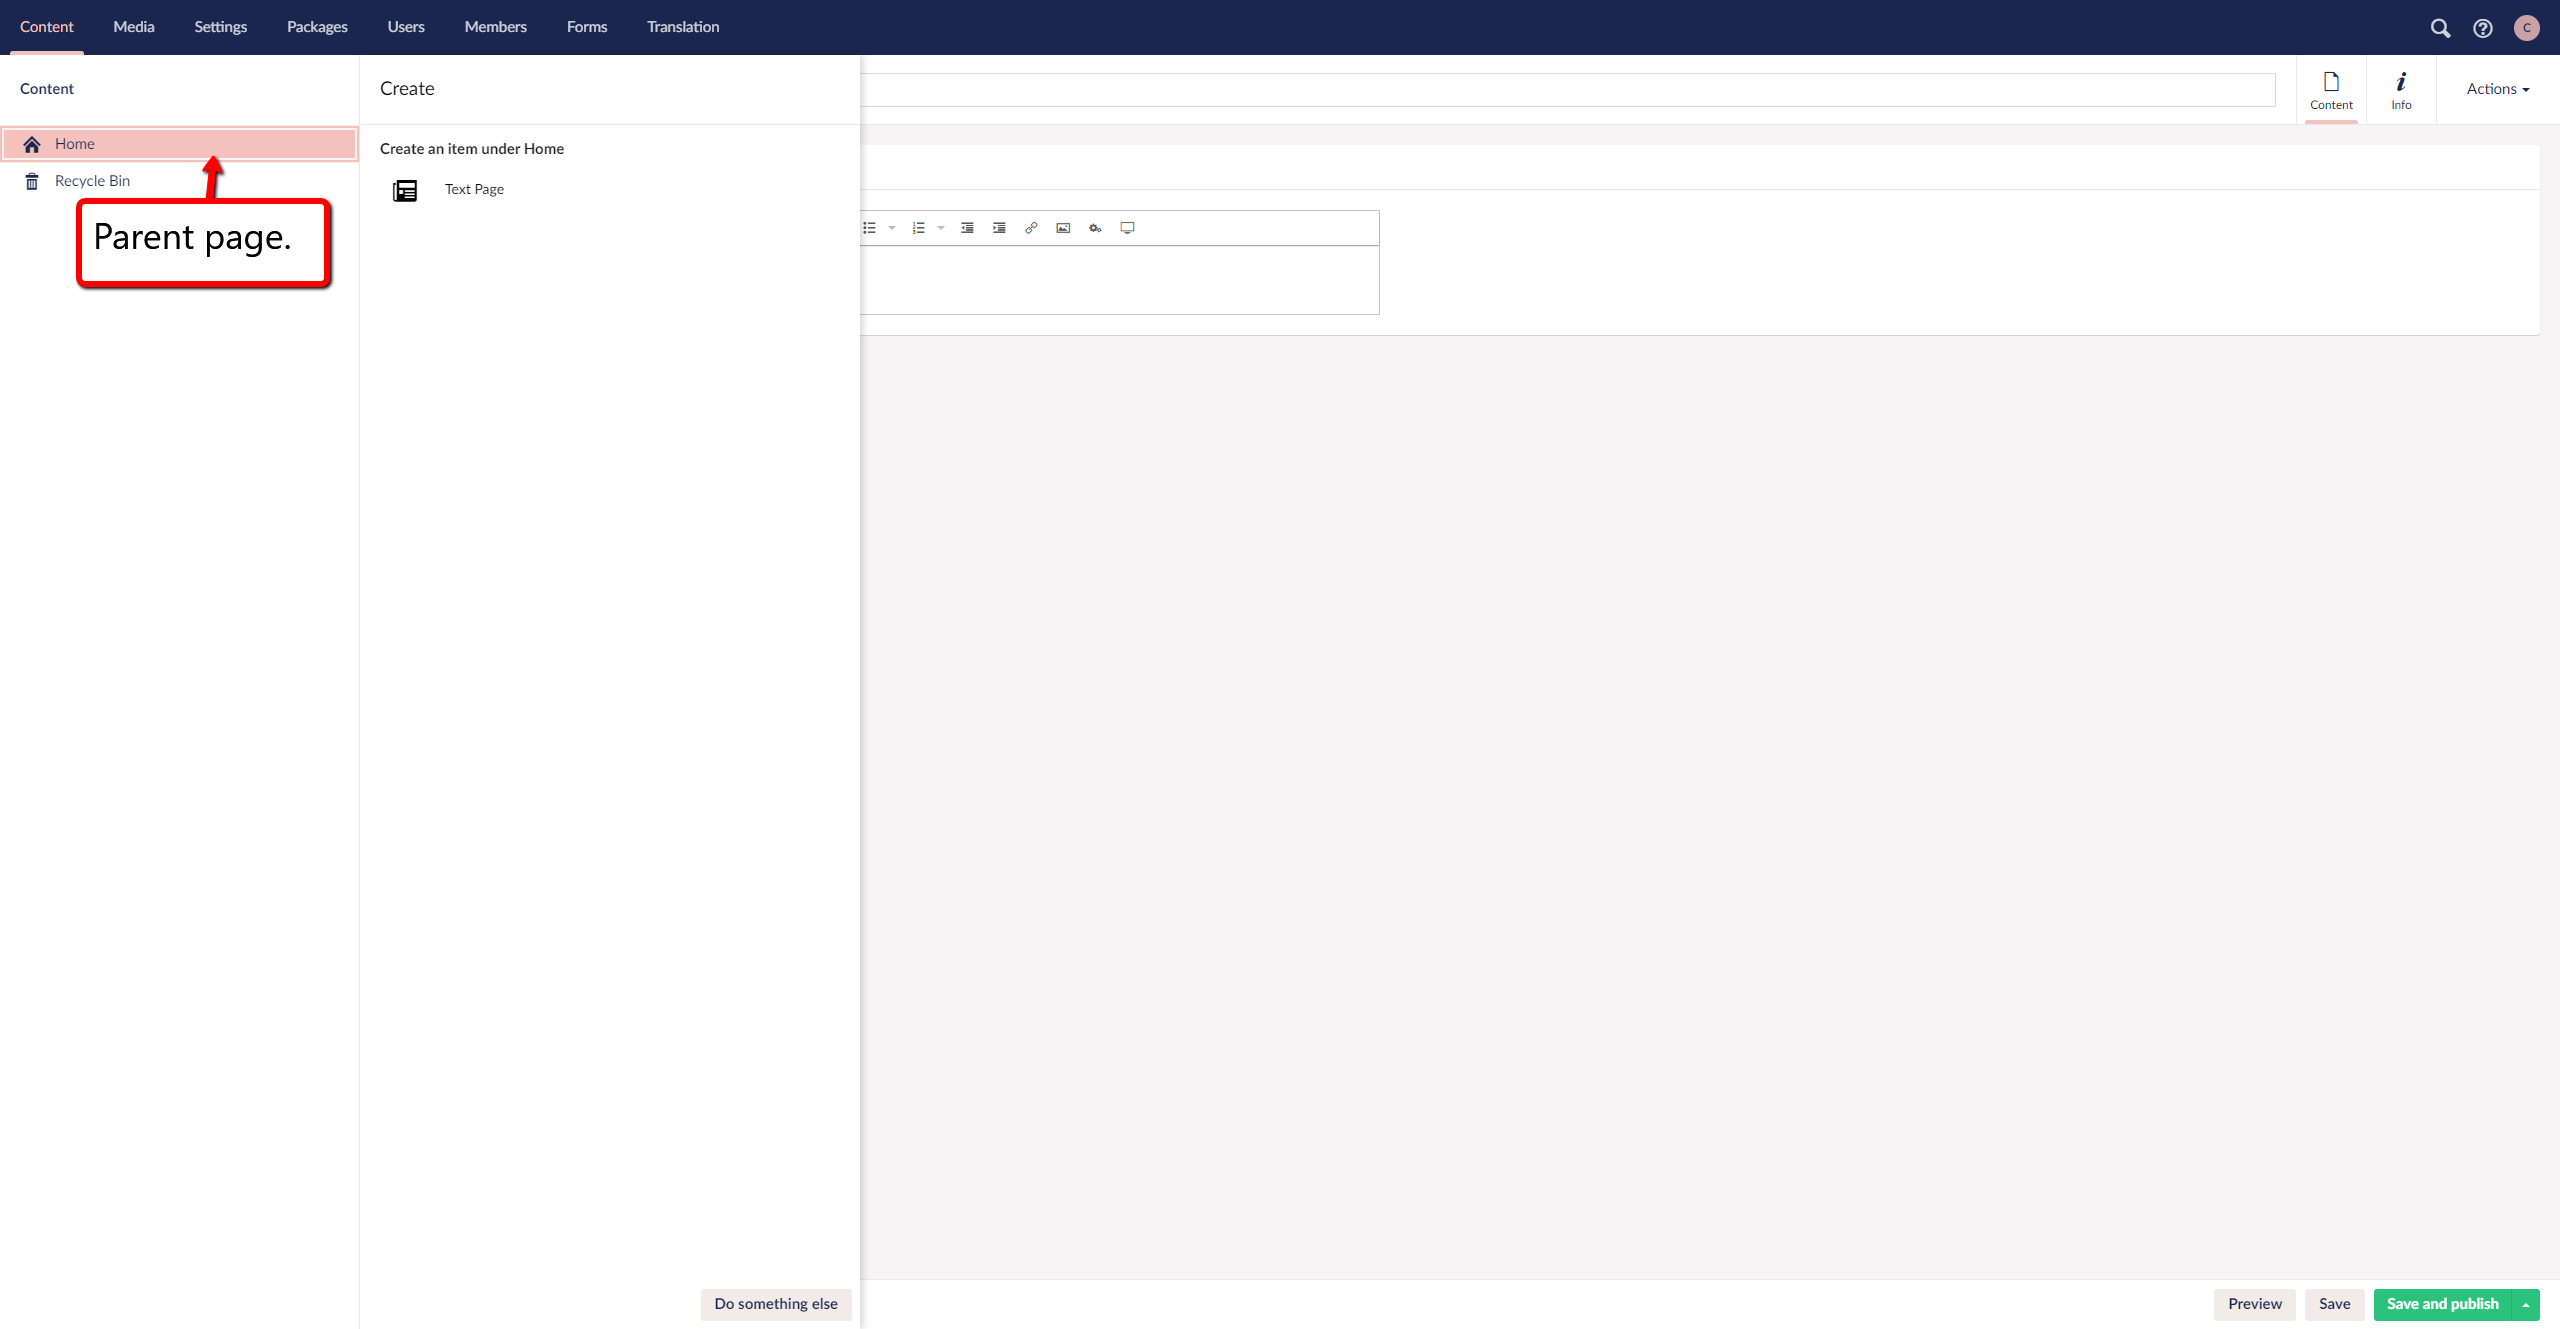 Content Media Settings Packages Users Members Forms Translation C
Content
Create
Content Info Actions
Home
Create an item under Home
Recycle Bin
Text Page
Parent page.
Do something else
Preview Save Save and publish